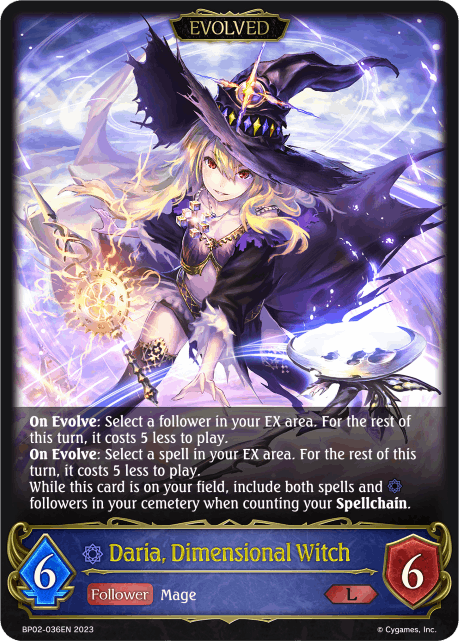 EVOLVED
On Evolve: Select a follower in your EX area. For the rest of
this turn, it costs 5 less to play.
On Evolve: Select a spell in your EX area. For the rest of this
turn, it costs 5 less to play.
While this card is on your field, include both spells and
followers in your cemetery when counting your Spellchain.
Daria, Dimensional Witch
6
Follower Mage
L
6
BP02-036EN 2023
© Cygames, Inc.